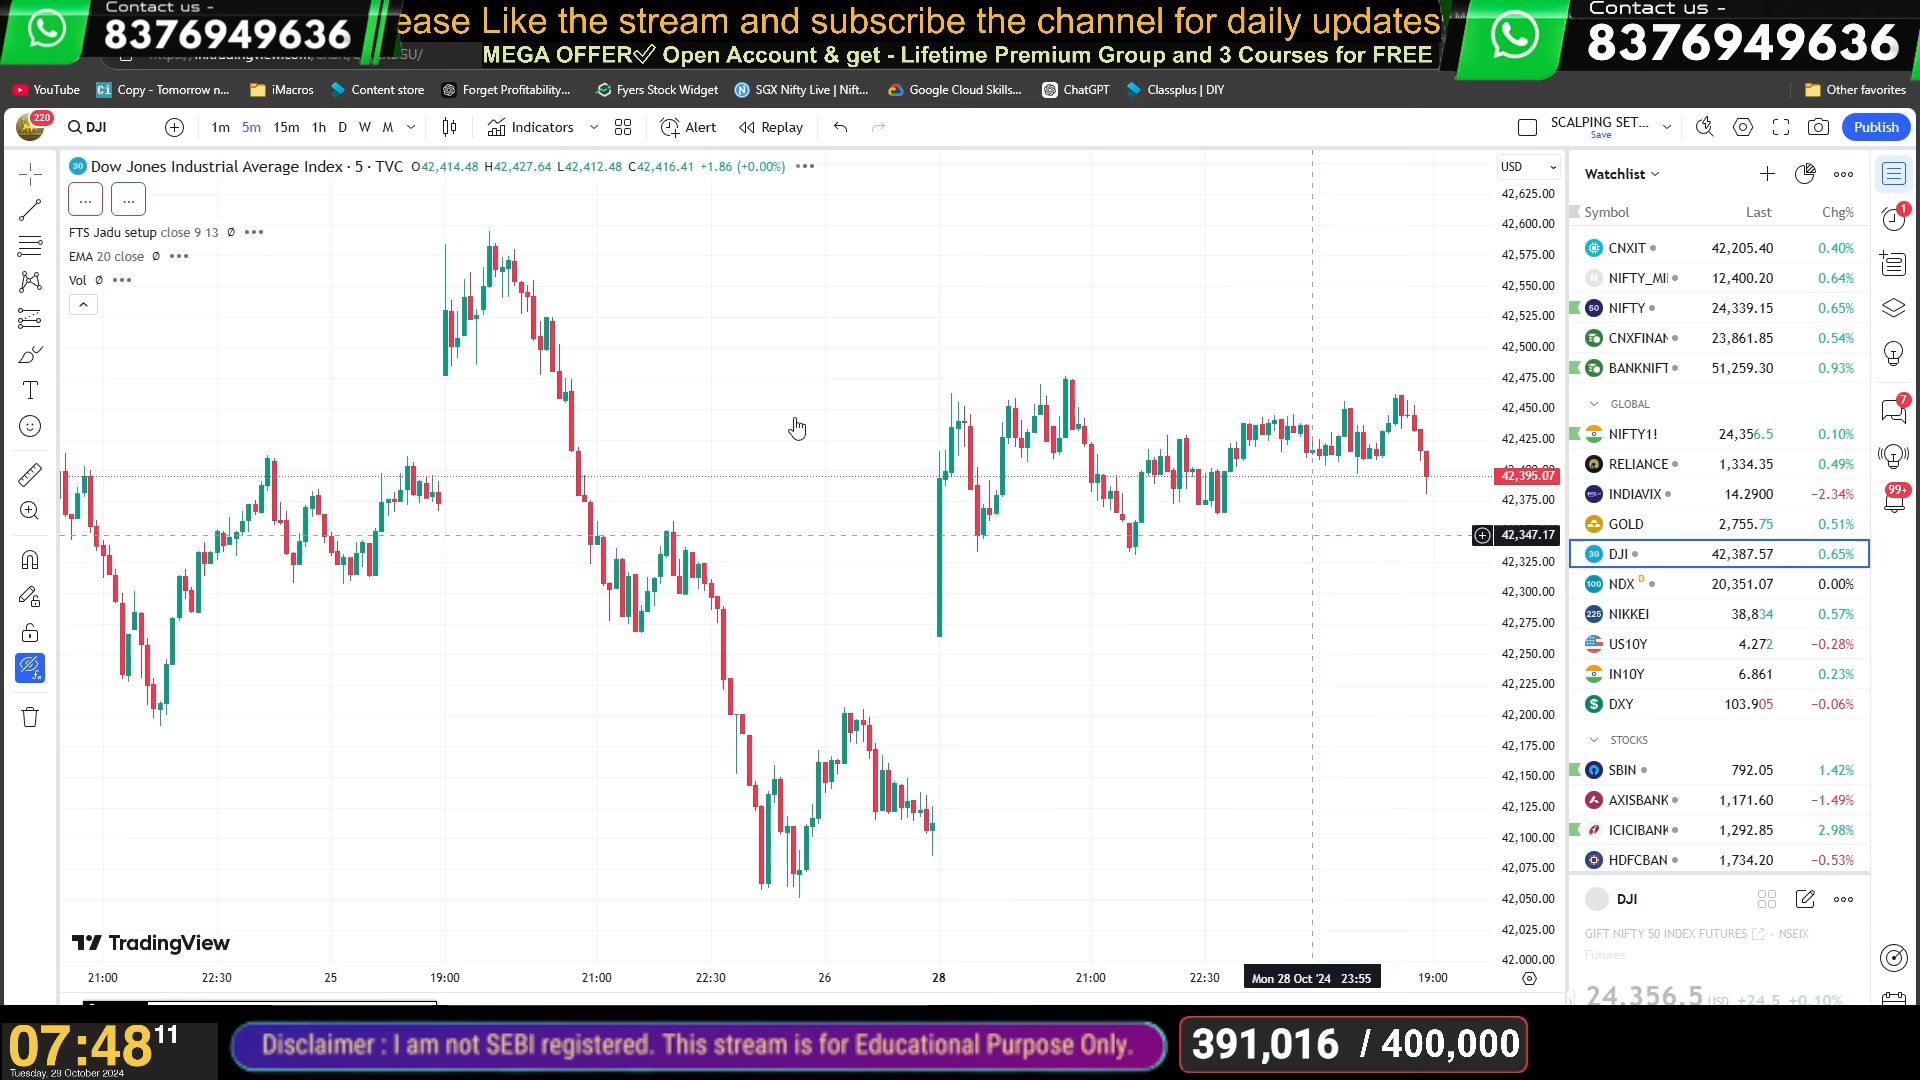 Contact us -
8376949636
ease Like the stream and subscribe the channel for daily updates
MEGA OFFER✓ Open Account & get - Lifetime Premium Group and 3 Courses for FREE
Contact us -
8376949636
YouTube
Copy - Tomorrow n...
iMacros
Content store
Forget Profitability...
Fyers Stock Widget
SGX Nifty Live | Nift...
Google Cloud Skills...
ChatGPT
Classplus | DIY
Other favorites
220
DJI
1m 5m 15m 1h D W M
Indicators
Alert
Replay
SCALPING SET...
Save
Publish
30 Dow Jones Industrial Average Index · 5 · TVC O42,414.48 H42,427.64 L42,412.48 C42,416.41 +1.86 (+0.00%)
USD
FTS Jadu setup close 9 13
EMA 20 close
Vol
42,625.00
42,600.00
42,575.00
42,550.00
42,525.00
42,500.00
42,475.00
42,450.00
42,425.00
42,395.07
42,375.00
42,347.17
42,325.00
42,300.00
42,275.00
42,250.00
42,225.00
42,200.00
42,175.00
42,150.00
42,125.00
42,100.00
42,075.00
42,050.00
42,025.00
42,000.00
TradingView
21:00 22:30 25 19:00 21:00 22:30 26 28 21:00 22:30 Mon 28 Oct '24 23:55 19:00
Watchlist
Symbol Last Chg%
CNXIT 42,205.40 0.40%
NIFTY_MI 12,400.20 0.64%
50 NIFTY 24,339.15 0.65%
CNXFINAN 23,861.85 0.54%
BANKNIFT 51,259.30 0.93%
GLOBAL
NIFTY1! 24,356.5 0.10%
RELIANCE 1,334.35 0.49%
INDIAVIX 14.2900 −2.34%
GOLD 2,755.75 0.51%
30 DJI 42,387.57 0.65%
100 NDX D 20,351.07 0.00%
225 NIKKEI 38,834 0.57%
US10Y 4.272 −0.28%
IN10Y 6.861 0.23%
$ DXY 103.905 −0.06%
STOCKS
SBIN 792.05 1.42%
AXISBANK 1,171.60 −1.49%
ICICIBANK 1,292.85 2.98%
HDFCBAN 1,734.20 −0.53%
DJI
GIFT NIFTY 50 INDEX FUTURES · NSEIX
Futures
24,356.5 USD +24.5 +0.10%
1
7
99+
07:48 11
Tuesday, 29 October 2024
Disclaimer : I am not SEBI registered. This stream is for Educational Purpose Only.
391,016 / 400,000